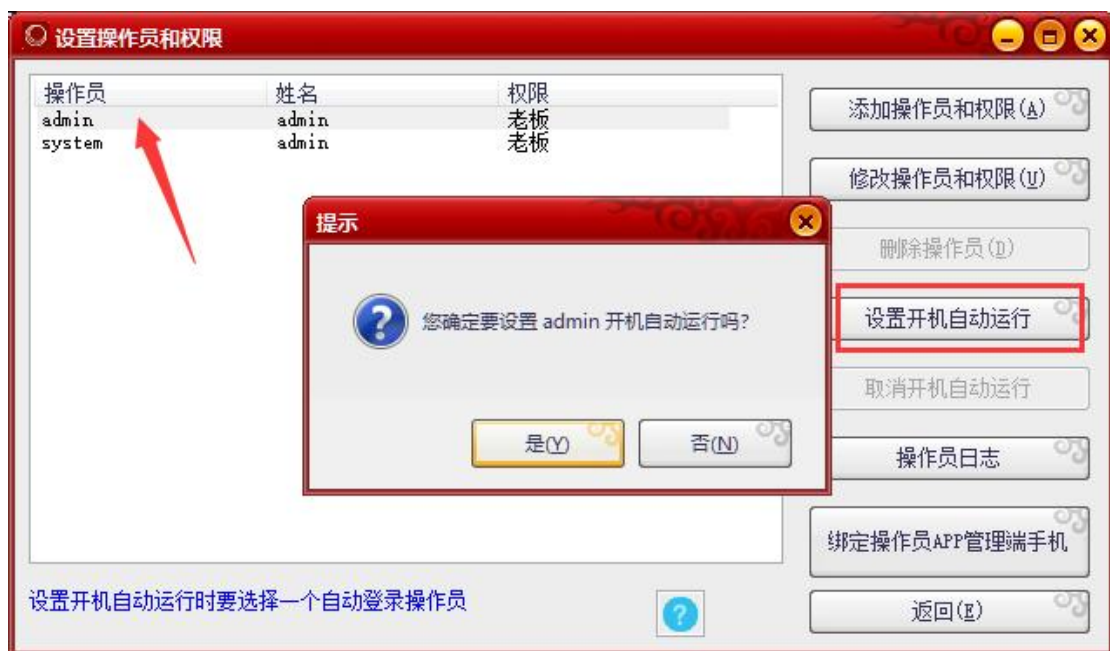 设置操作员和权限
操作员 姓名 权限
admin admin 老板
system admin 老板
添加操作员和权限(A)
修改操作员和权限(U)
删除操作员(D)
设置开机自动运行
取消开机自动运行
操作员日志
绑定操作员APP管理端手机
返回(E)
提示
您确定要设置 admin 开机自动运行吗?
是(Y) 否(N)
设置开机自动运行时要选择一个自动登录操作员
?